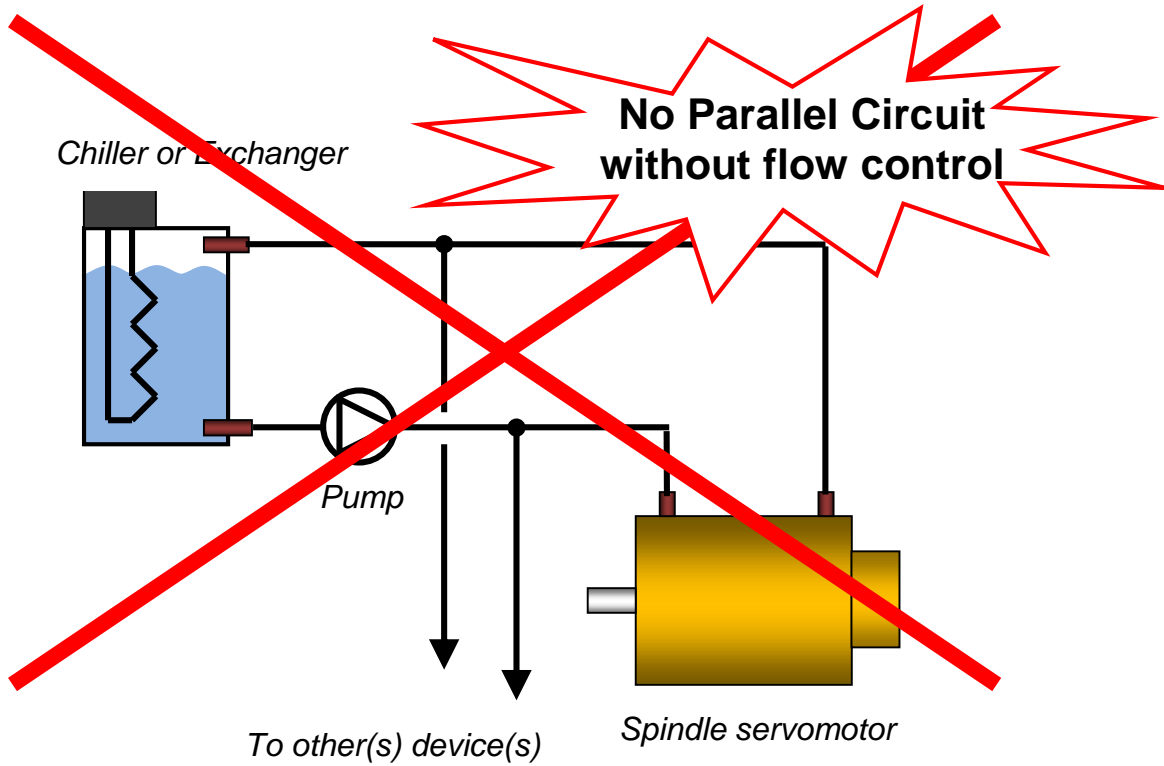 No Parallel Circuit
without flow control
Chiller or Exchanger
Pump
Spindle servomotor
To other(s) device(s)